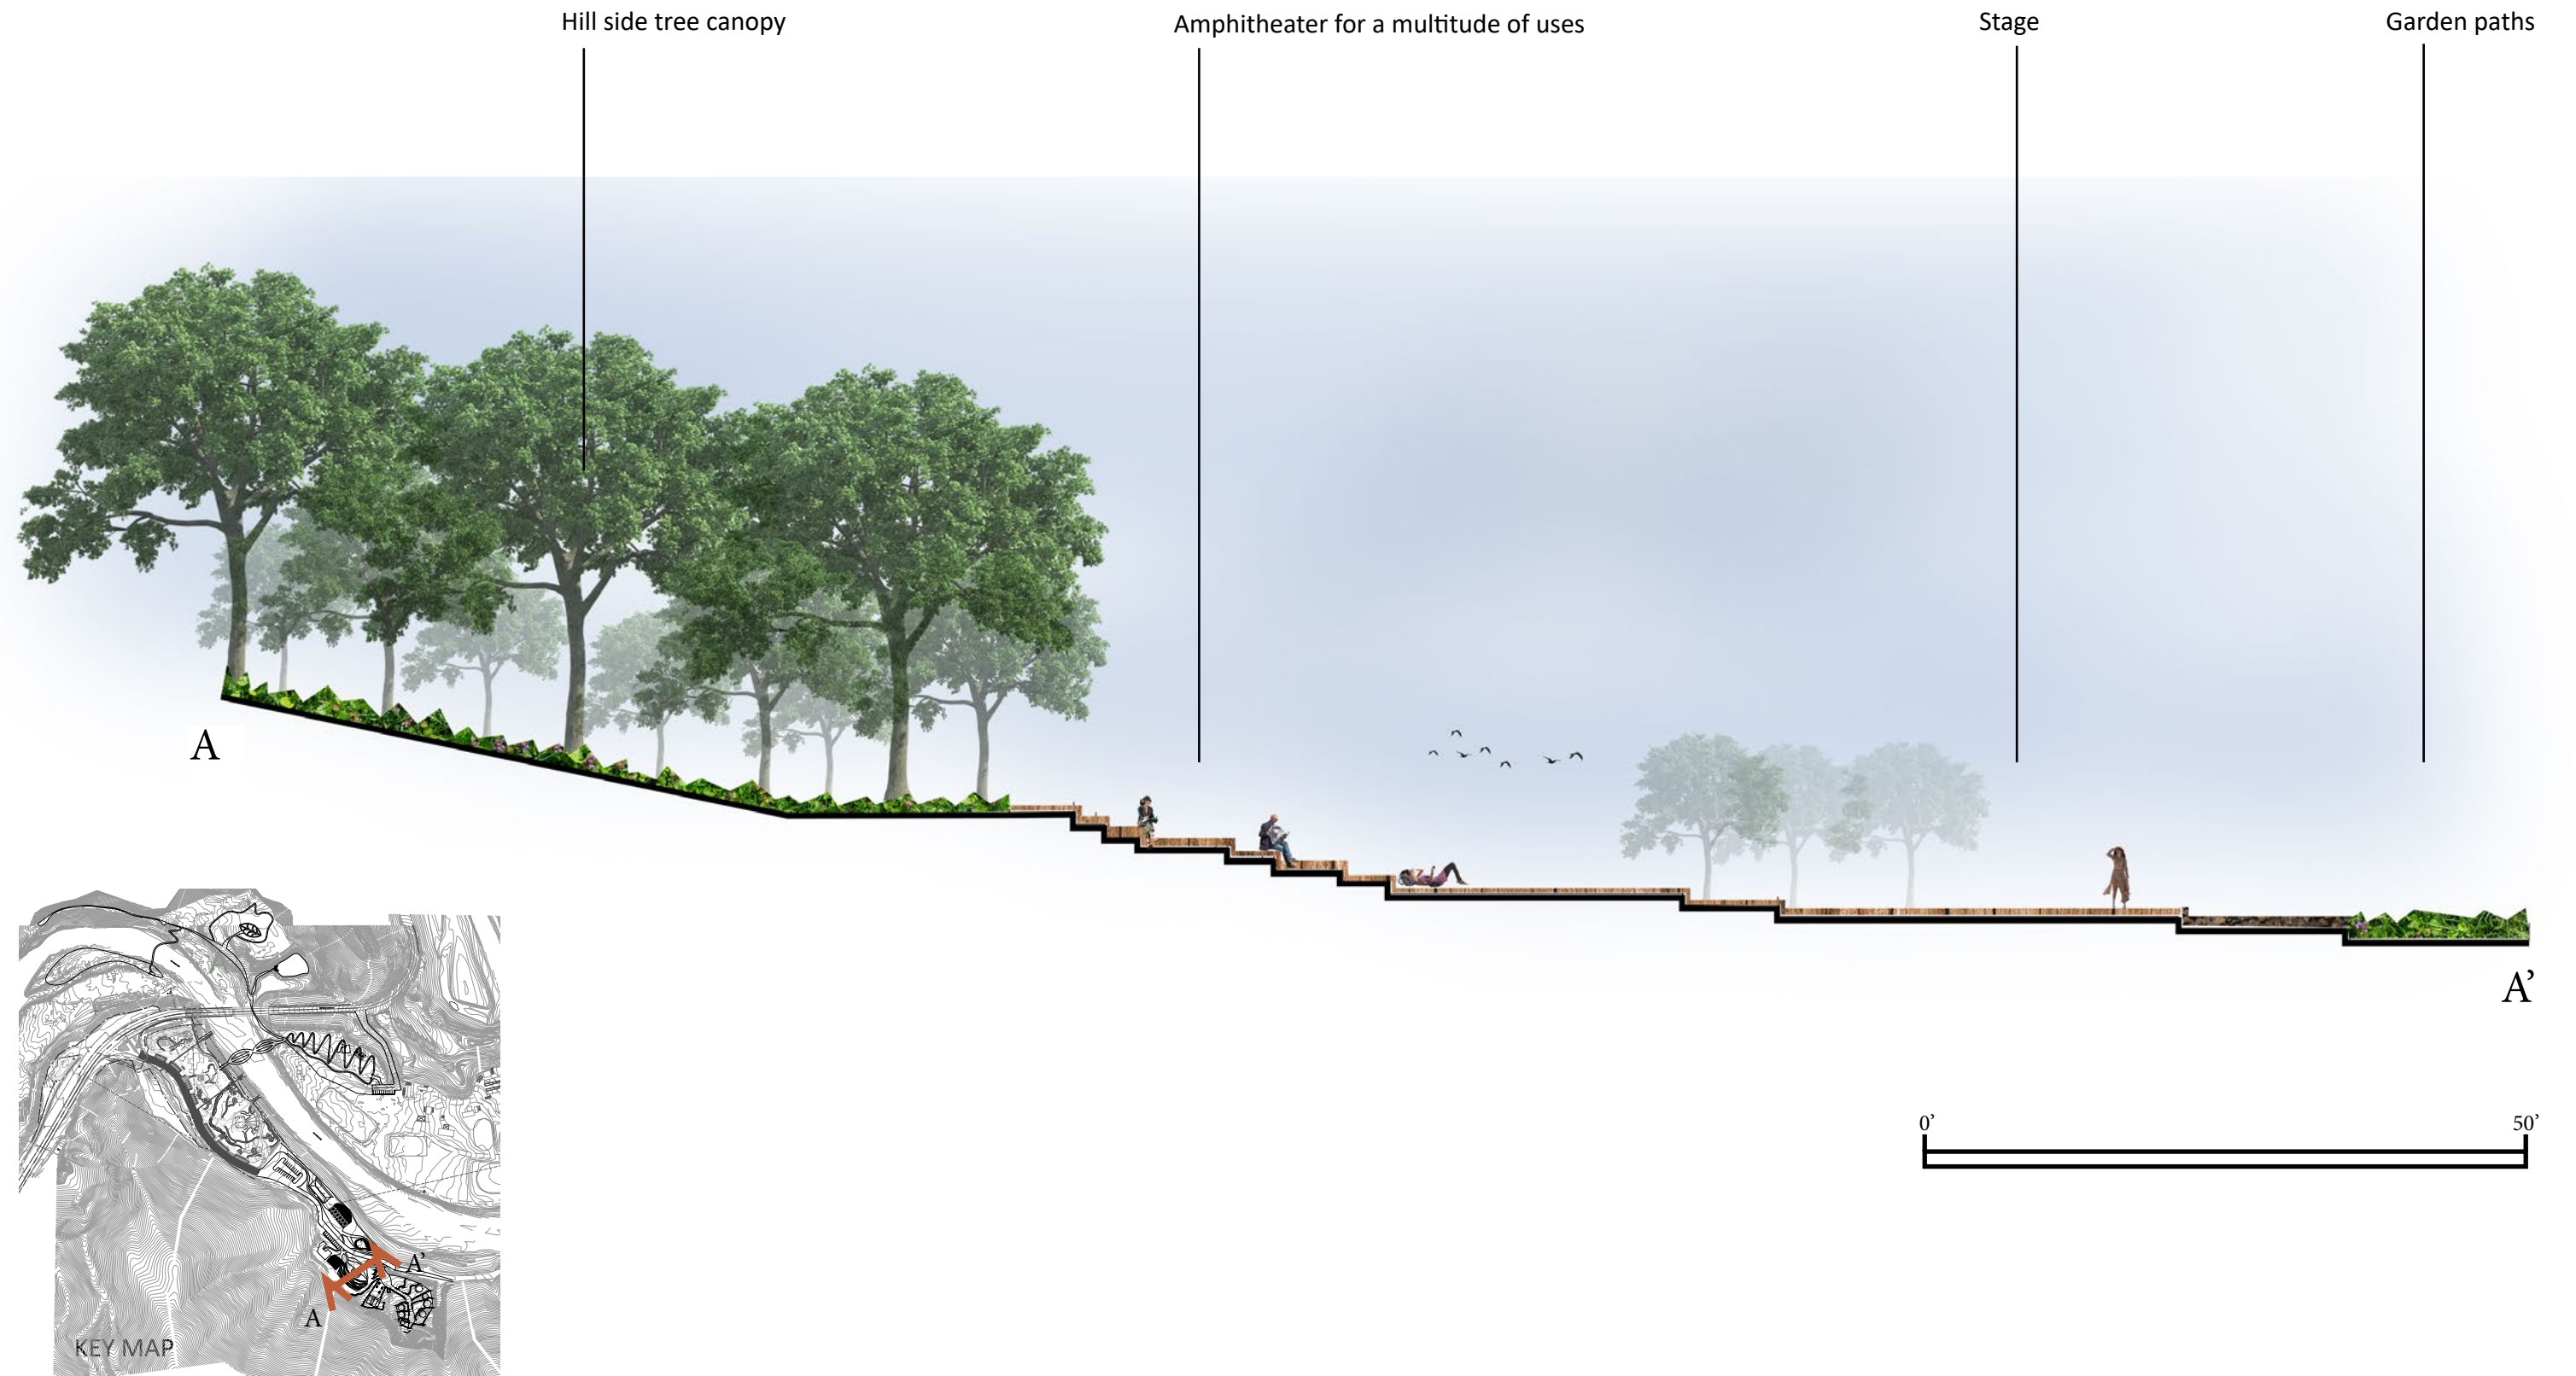 Hill side tree canopy
Amphitheater for a multitude of uses
Stage
Garden paths
A
A’
0’
50’
A’
A
KEY MAP